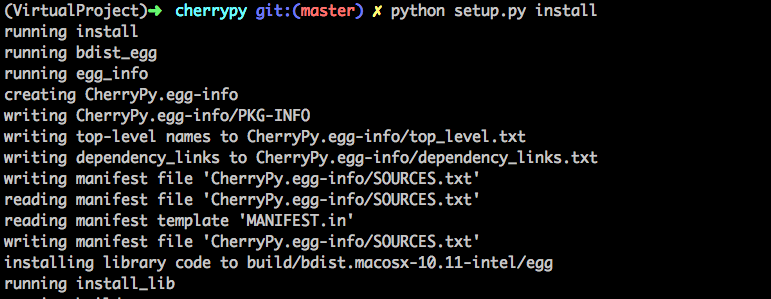 (VirtualProject)➜ cherrypy git:(master) ✗ python setup.py install
running install
running bdist_egg
running egg_info
creating CherryPy.egg-info
writing CherryPy.egg-info/PKG-INFO
writing top-level names to CherryPy.egg-info/top_level.txt
writing dependency_links to CherryPy.egg-info/dependency_links.txt
writing manifest file 'CherryPy.egg-info/SOURCES.txt'
reading manifest file 'CherryPy.egg-info/SOURCES.txt'
reading manifest template 'MANIFEST.in'
writing manifest file 'CherryPy.egg-info/SOURCES.txt'
installing library code to build/bdist.macosx-10.11-intel/egg
running install_lib